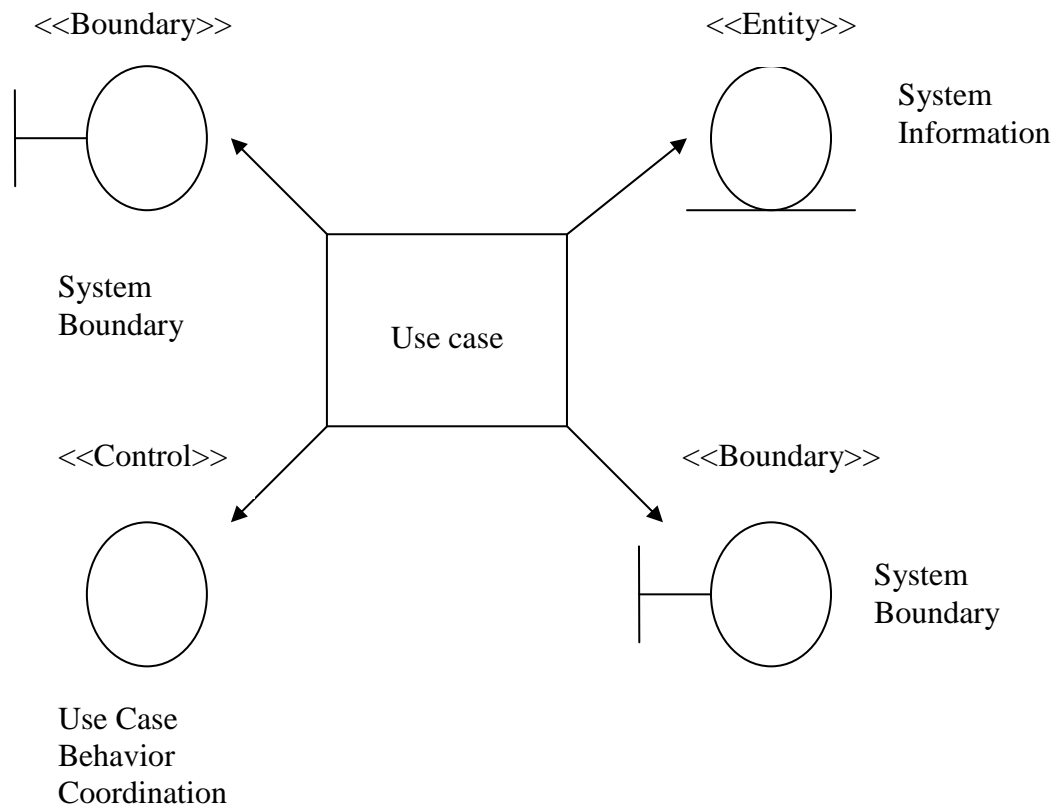 <<Boundary>>
<<Entity>>
System
Information
System
Boundary
Use case
<<Control>>
<<Boundary>>
System
Boundary
Use Case
Behavior
Coordination